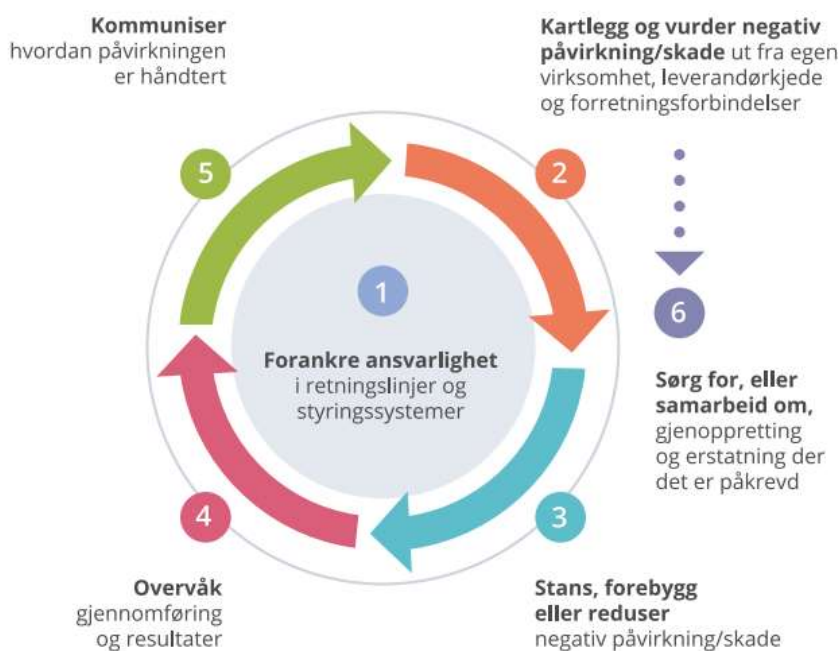 Kommuniser
hvordan påvirkningen
er håndtert
Kartlegg og vurder negativ
påvirkning/skade ut fra egen
virksomhet, leverandørkjede
og forretningsforbindelser
5
2
1
6
Forankre ansvarlighet
i retningslinjer og
styringssystemer
Sørg for, eller
samarbeid om,
gjenoppretting
og erstatning der
det er påkrevd
4
3
Overvåk
gjennomføring
og resultater
Stans, forebygg
eller reduser
negativ påvirkning/skade